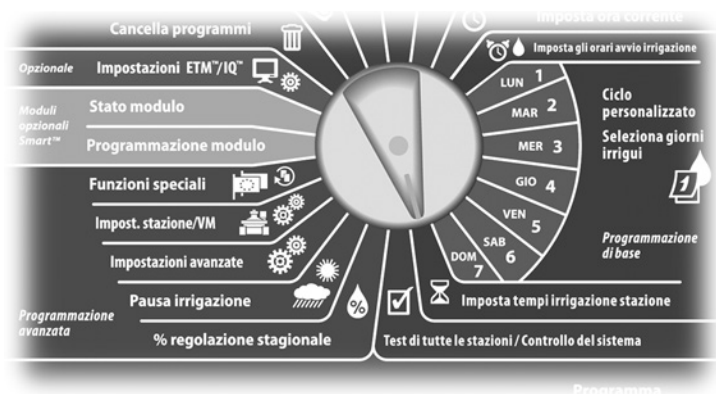 Imposta ora corrente
Cancella programmi
Imposta gli orari avvio irrigazione
Opzionale
Impostazioni ETM™/IQ™
Moduli
opzionali
Smart™
Stato modulo
Programmazione modulo
LUN 1
MAR 2
MER 3
GIO 4
VEN 5
SAB 6
DOM 7
Ciclo
personalizzato
Seleziona giorni
irrigui
1
Programmazione
di base
Funzioni speciali
Impost. stazione/VM
Impostazioni avanzate
Pausa irrigazione
Programmazione
avanzata
% regolazione stagionale
%
Imposta tempi irrigazione stazione
Test di tutte le stazioni / Controllo del sistema
Programma